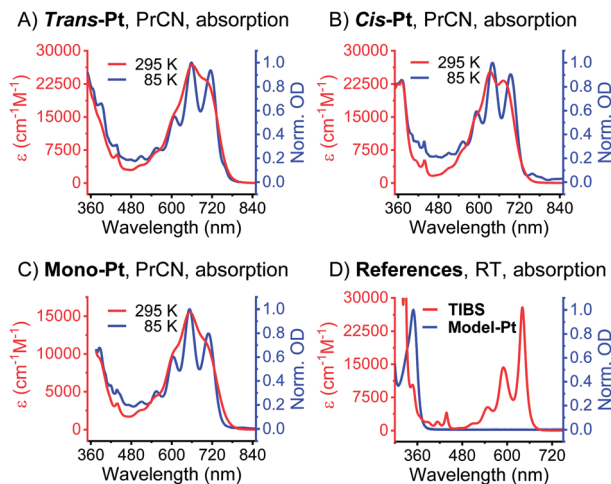 A) Trans-Pt, PrCN, absorption
30000
22500
15000
7500
0
ε (cm⁻¹M⁻¹)
295 K
85 K
1.0
0.8
0.6
0.4
0.2
0.0
Norm. OD
360 480 600 720 840
Wavelength (nm)
B) Cis-Pt, PrCN, absorption
30000
22500
15000
7500
0
ε (cm⁻¹M⁻¹)
295 K
85 K
1.0
0.8
0.6
0.4
0.2
0.0
Norm. OD
360 480 600 720 840
Wavelength (nm)
C) Mono-Pt, PrCN, absorption
15000
10000
5000
0
ε (cm⁻¹M⁻¹)
295 K
85 K
1.0
0.8
0.6
0.4
0.2
0.0
Norm. OD
360 480 600 720 840
Wavelength (nm)
D) References, RT, absorption
30000
22500
15000
7500
0
ε (cm⁻¹M⁻¹)
TIBS
Model-Pt
1.0
0.8
0.6
0.4
0.2
0.0
Norm. OD
360 480 600 720
Wavelength (nm)